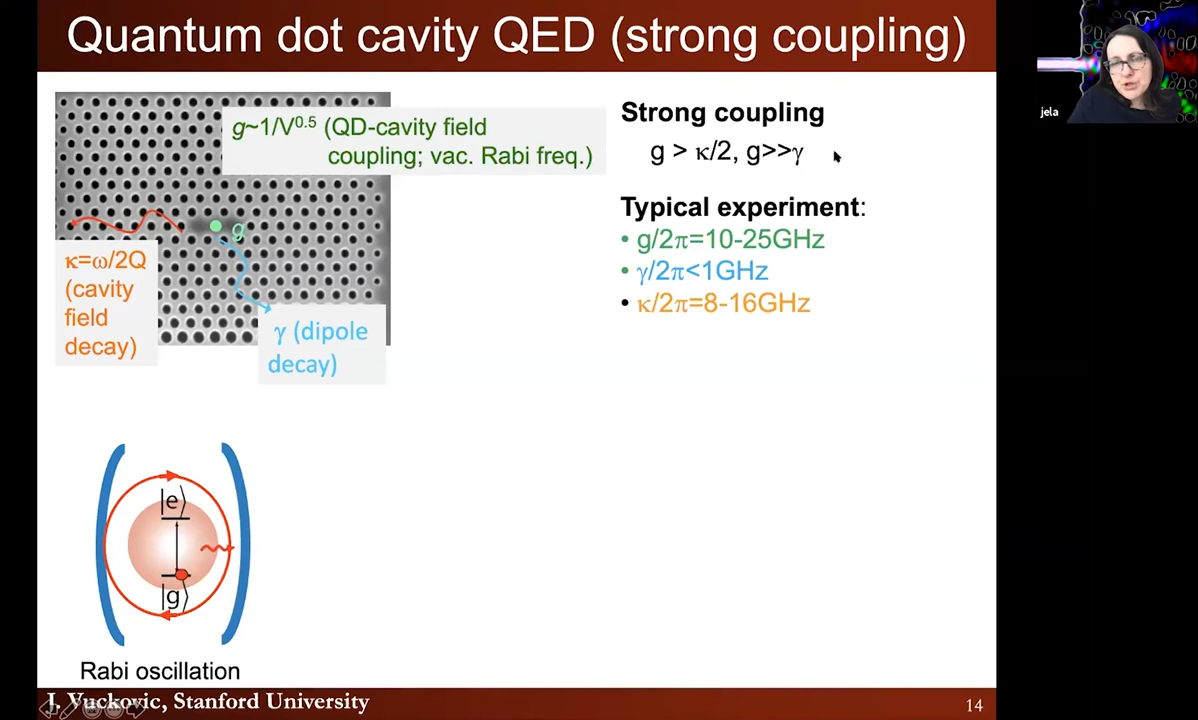 Quantum dot cavity QED (strong coupling)
g~1/V^0.5 (QD-cavity field
coupling; vac. Rabi freq.)
g
κ=ω/2Q
(cavity
field
decay)
γ (dipole
decay)
Strong coupling
g > κ/2, g>>γ
Typical experiment:
• g/2π=10-25GHz
• γ/2π<1GHz
• κ/2π=8-16GHz
jela
|e⟩
|g⟩
Rabi oscillation
J. Vuckovic, Stanford University
14